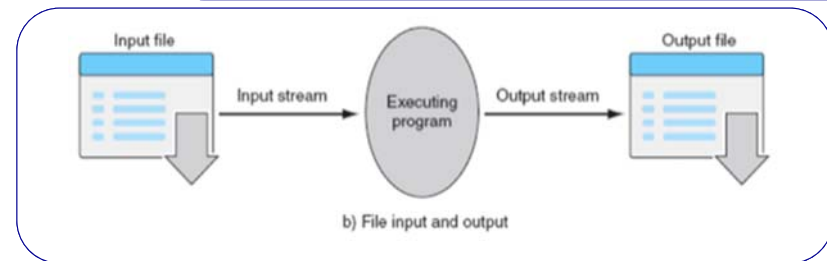 Input file
Output file
Input stream
Executing
program
Output stream
b) File input and output